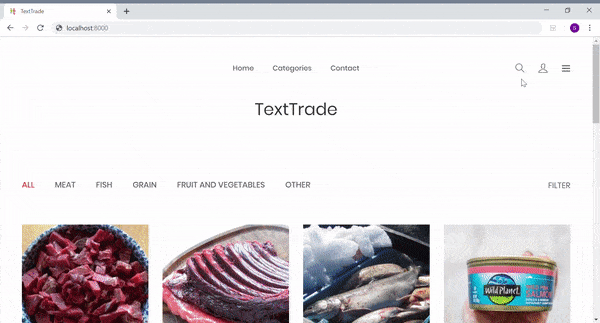 TextTrade
localhost:8000
Home Categories Contact
TextTrade
ALL MEAT FISH GRAIN FRUIT AND VEGETABLES OTHER FILTER
Wild Planet